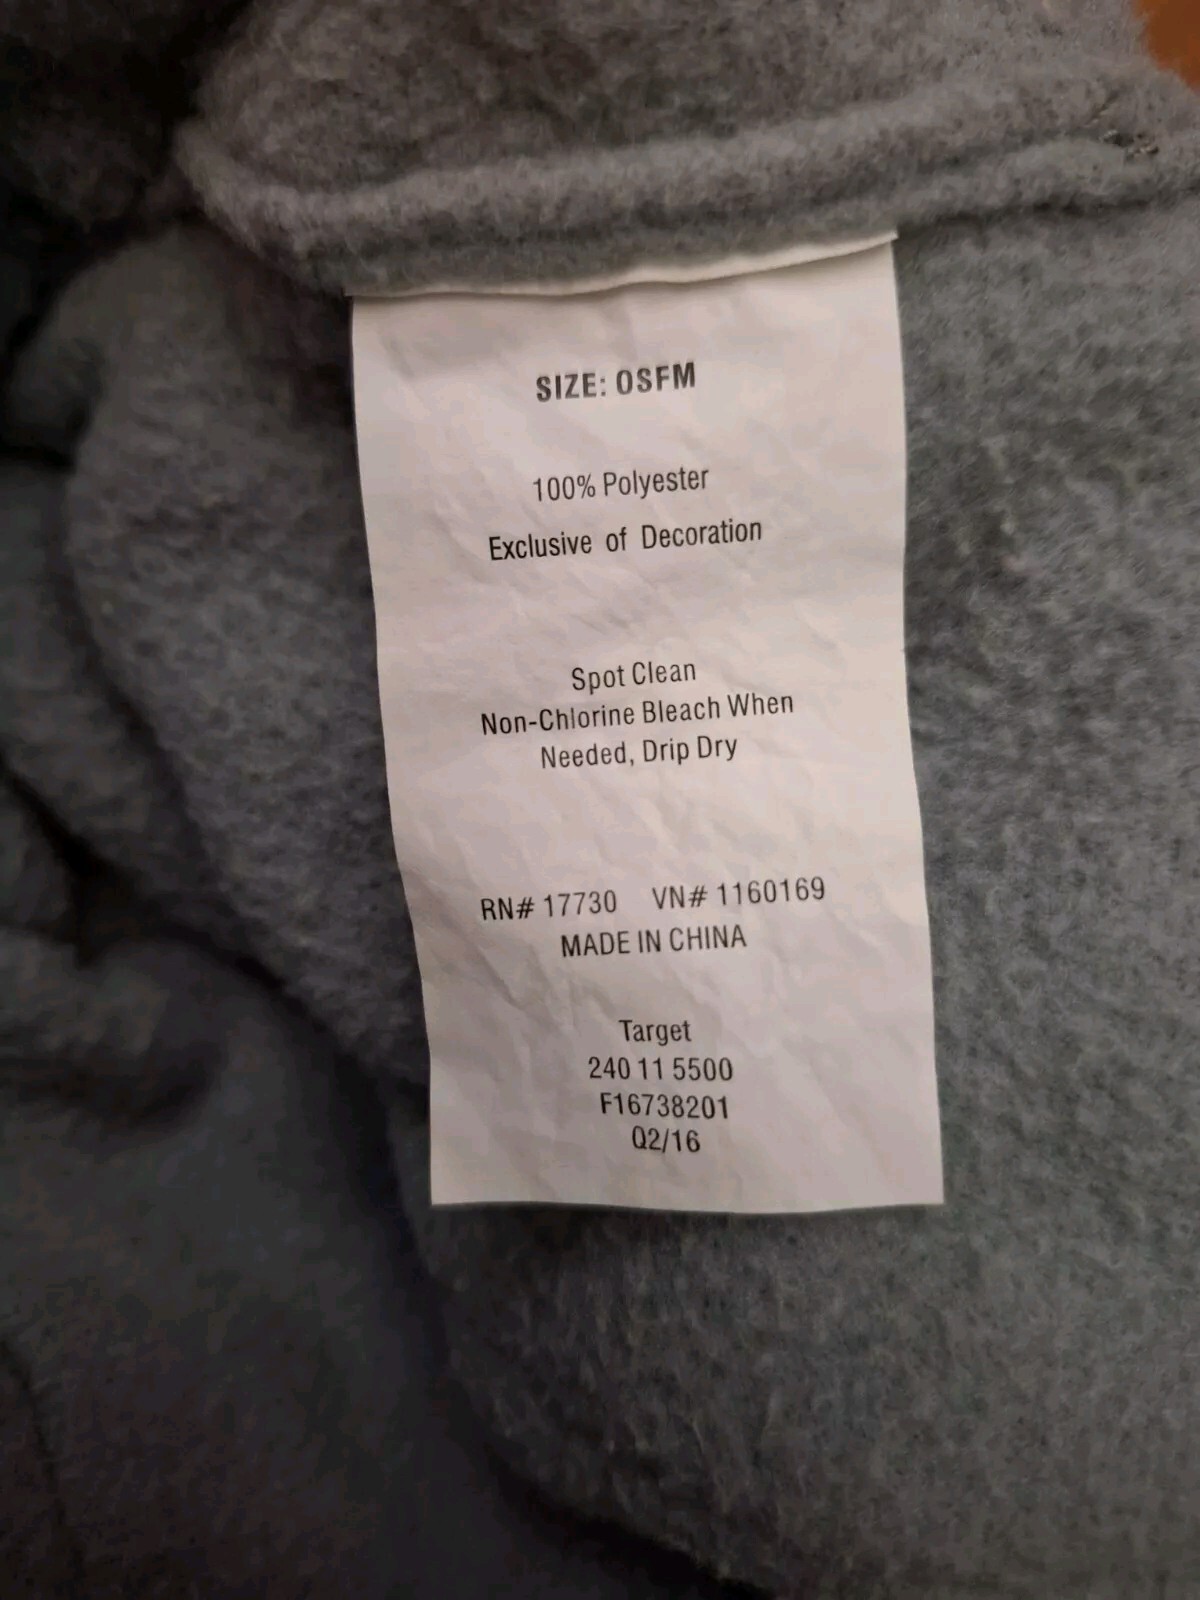 SIZE: OSFM
100% Polyester
Exclusive of Decoration
Spot Clean
Non-Chlorine Bleach When
Needed, Drip Dry
RN# 17730 VN# 1160169
MADE IN CHINA
Target
240 11 5500
F16738201
Q2/16